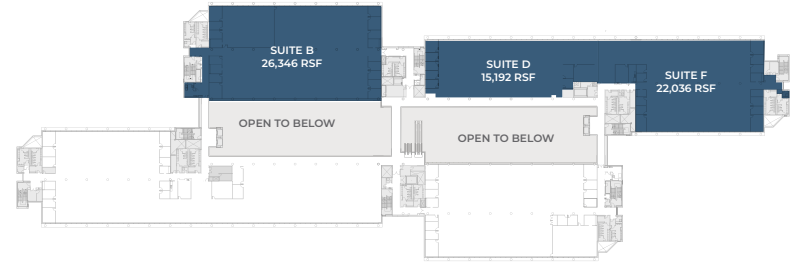 SUITE B
26,346 RSF
SUITE D
15,192 RSF
SUITE F
22,036 RSF
OPEN TO BELOW
OPEN TO BELOW